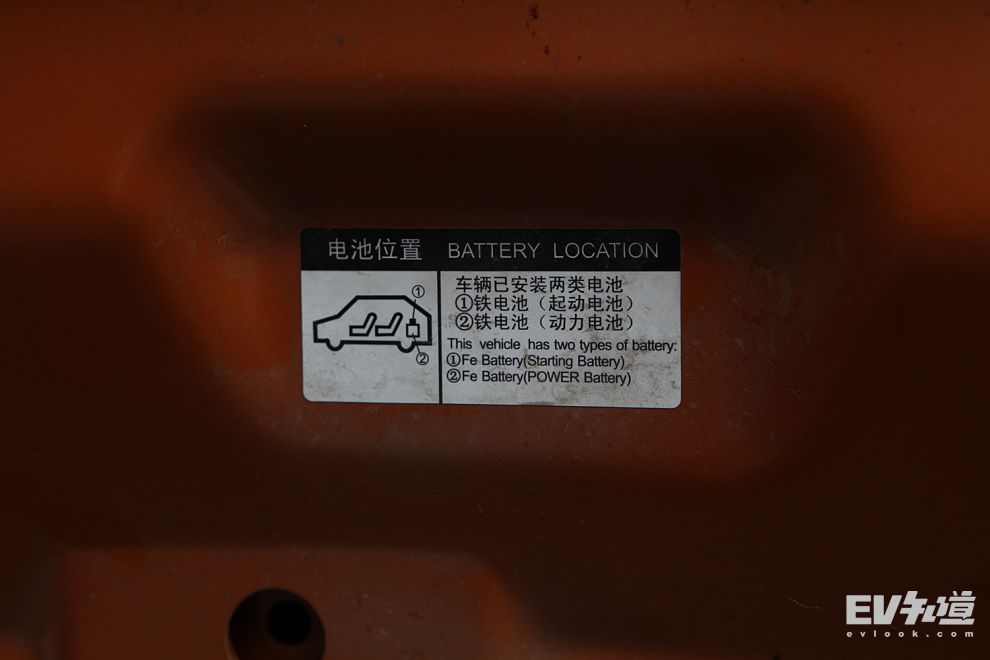 电池位置 BATTERY LOCATION
①
②
车辆已安装两类电池
①铁电池（起动电池）
②铁电池（动力电池）
This vehicle has two types of battery:
①Fe Battery(Starting Battery)
②Fe Battery(POWER Battery)
EV知道
evlook.com